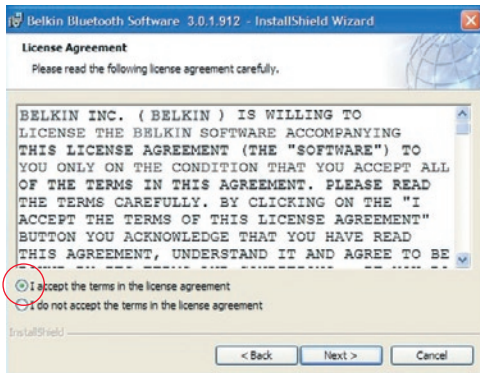 Belkin Bluetooth Software 3.0.1.912 - InstallShield Wizard
License Agreement
Please read the following license agreement carefully.
BELKIN INC. ( BELKIN ) IS WILLING TO
LICENSE THE BELKIN SOFTWARE ACCOMPANYING
THIS LICENSE AGREEMENT (THE "SOFTWARE") TO
YOU ONLY ON THE CONDITION THAT YOU ACCEPT ALL
OF THE TERMS IN THIS AGREEMENT. PLEASE READ
THE TERMS CAREFULLY. BY CLICKING ON THE "I
ACCEPT THE TERMS OF THIS LICENSE AGREEMENT"
BUTTON YOU ACKNOWLEDGE THAT YOU HAVE READ
THIS AGREEMENT, UNDERSTAND IT AND AGREE TO BE
I accept the terms in the license agreement
I do not accept the terms in the license agreement
InstallShield
< Back Next > Cancel